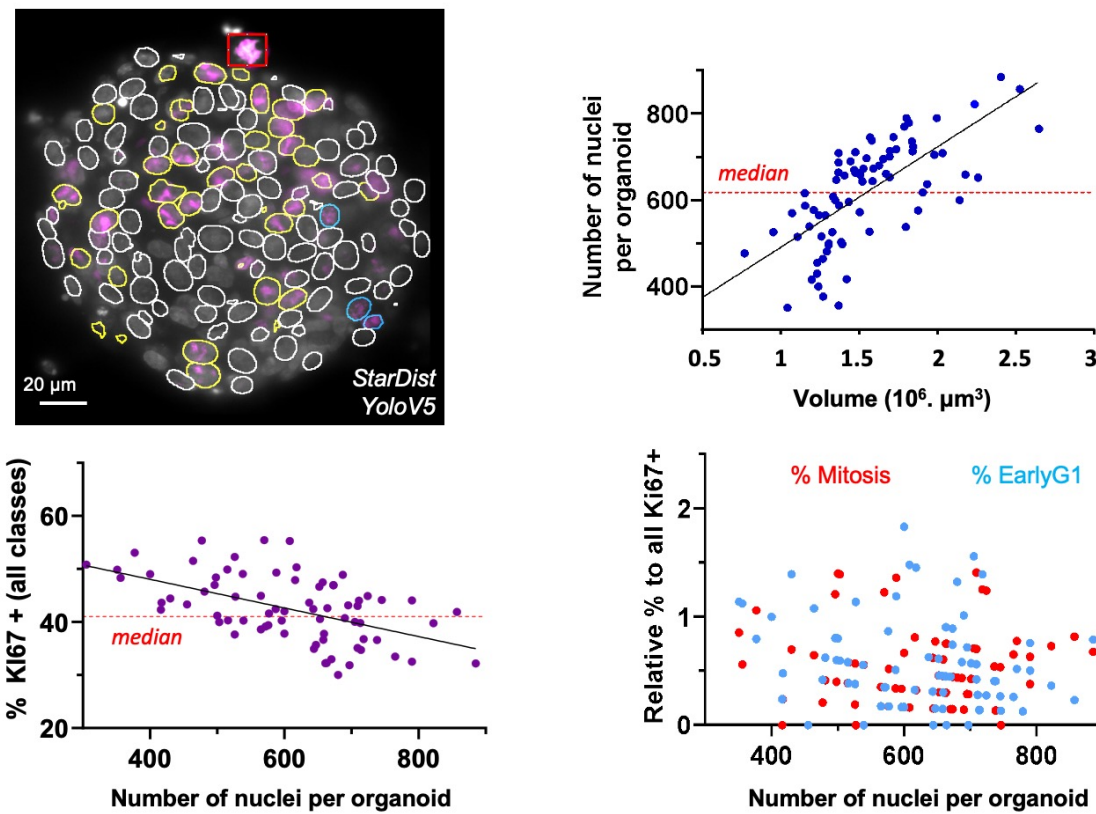 20 µm
StarDist
YoloV5
Number of nuclei
per organoid
800
600
400
median
0.5 1 1.5 2 2.5 3
Volume (10⁶. µm³)
% KI67 + (all classes)
60
40
20
median
400 600 800
Number of nuclei per organoid
Relative % to all Ki67+
% Mitosis % EarlyG1
2
1
0
400 600 800
Number of nuclei per organoid